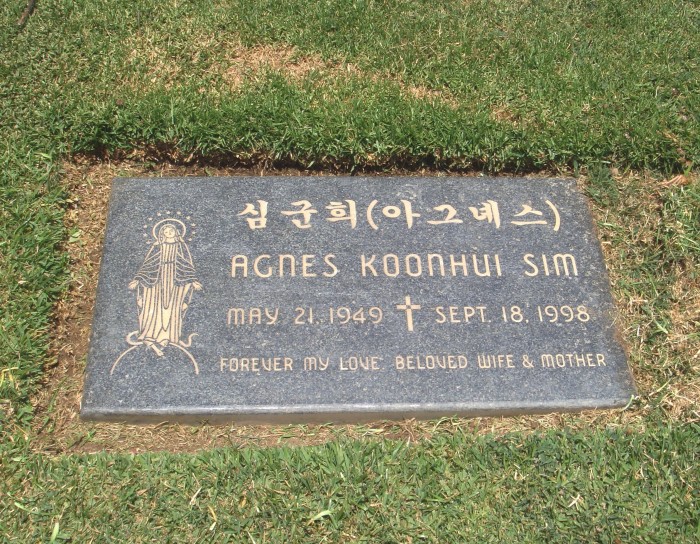 심군희(아그네스)
AGNES KOONHUI SIM
MAY. 21. 1949 SEPT. 18. 1998
FOREVER MY LOVE. BELOVED WIFE & MOTHER